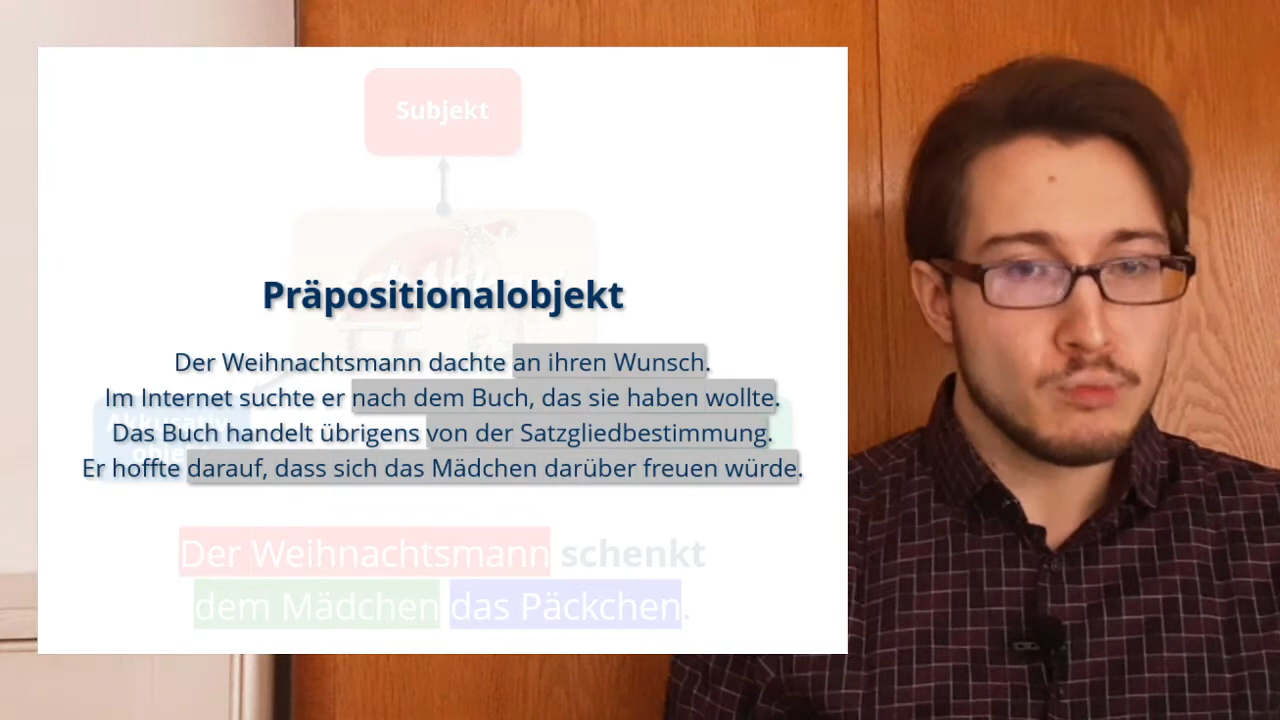 Subjekt
Präpositionalobjekt
Der Weihnachtsmann dachte an ihren Wunsch.
Im Internet suchte er nach dem Buch, das sie haben wollte.
Das Buch handelt übrigens von der Satzgliedbestimmung.
Er hoffte darauf, dass sich das Mädchen darüber freuen würde.
Der Weihnachtsmann schenkt
dem Mädchen das Päckchen.